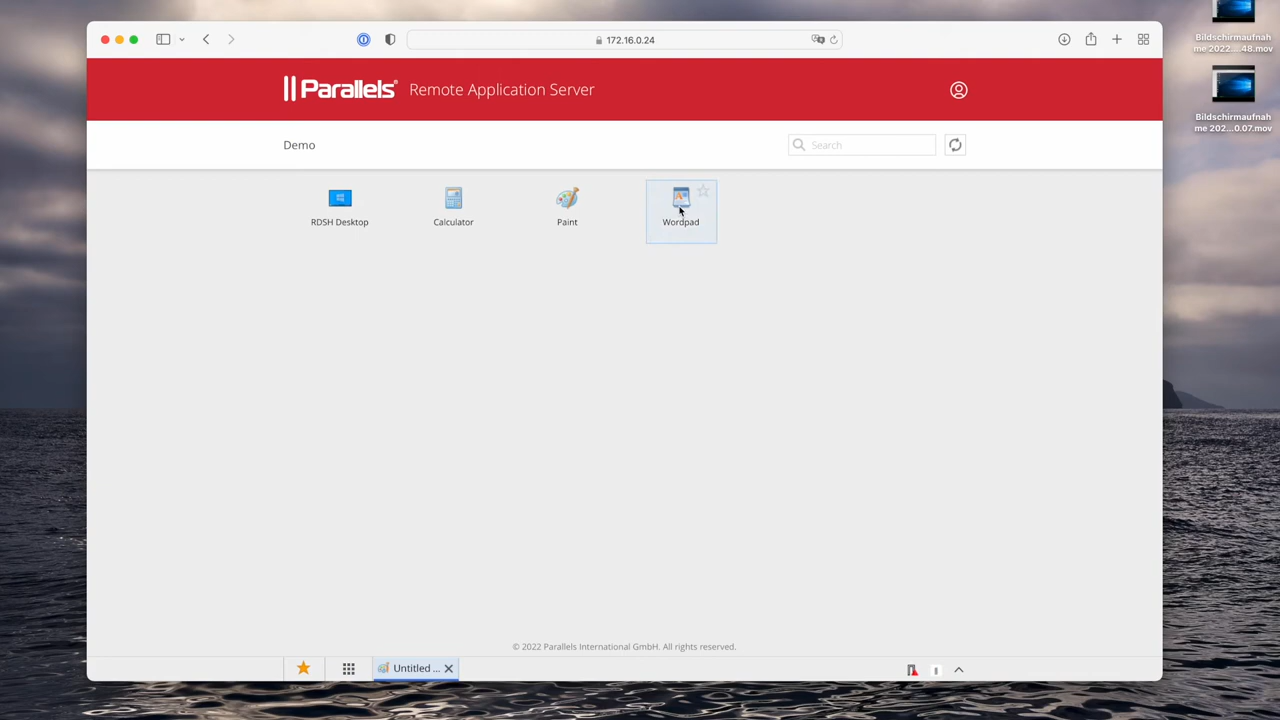 172.16.0.24
Parallels® Remote Application Server
Demo
Search
RDSH Desktop
Calculator
Paint
Wordpad
© 2022 Parallels International GmbH. All rights reserved.
Untitled ...
Bildschirmaufnah
me 2022....48.mov
Bildschirmaufnah
me 202...0.07.mov